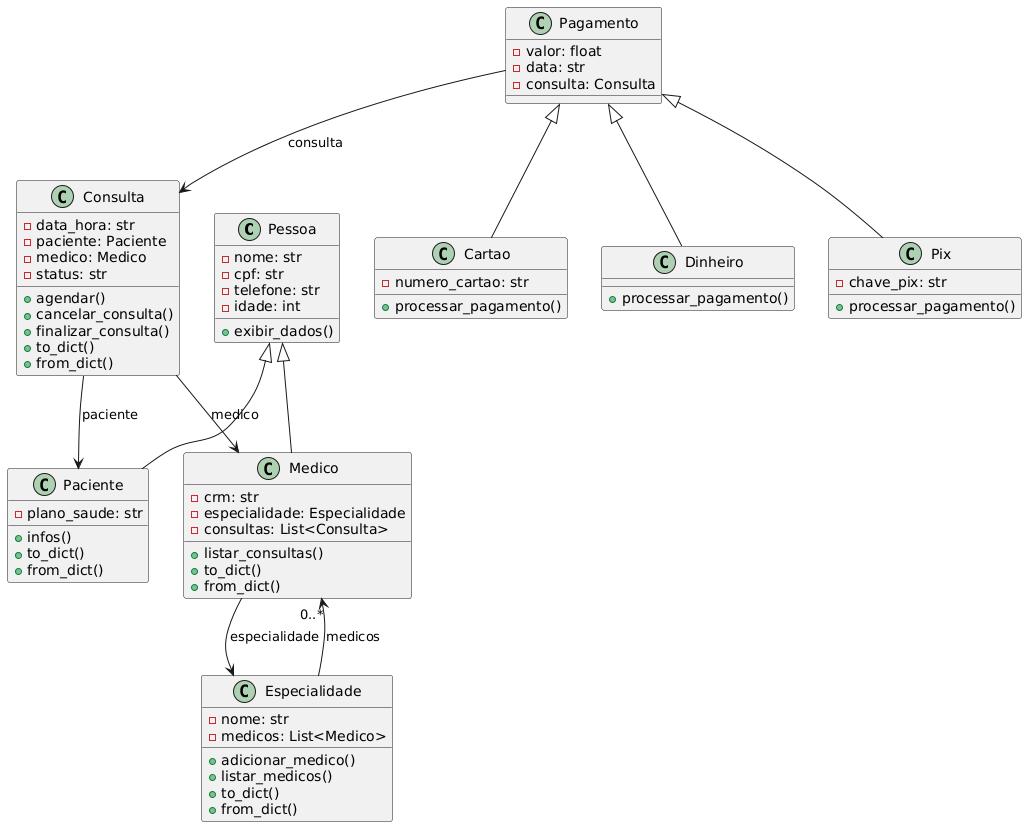 C Pagamento
valor: float
data: str
consulta: Consulta
consulta
C Consulta
data_hora: str
paciente: Paciente
medico: Medico
status: str
agendar()
cancelar_consulta()
finalizar_consulta()
to_dict()
from_dict()
C Pessoa
nome: str
cpf: str
telefone: str
idade: int
exibir_dados()
C Cartao
numero_cartao: str
processar_pagamento()
C Dinheiro
processar_pagamento()
C Pix
chave_pix: str
processar_pagamento()
paciente
medico
C Paciente
plano_saude: str
infos()
to_dict()
from_dict()
C Medico
crm: str
especialidade: Especialidade
consultas: List<Consulta>
listar_consultas()
to_dict()
from_dict()
0..*
especialidade
medicos
C Especialidade
nome: str
medicos: List<Medico>
adicionar_medico()
listar_medicos()
to_dict()
from_dict()